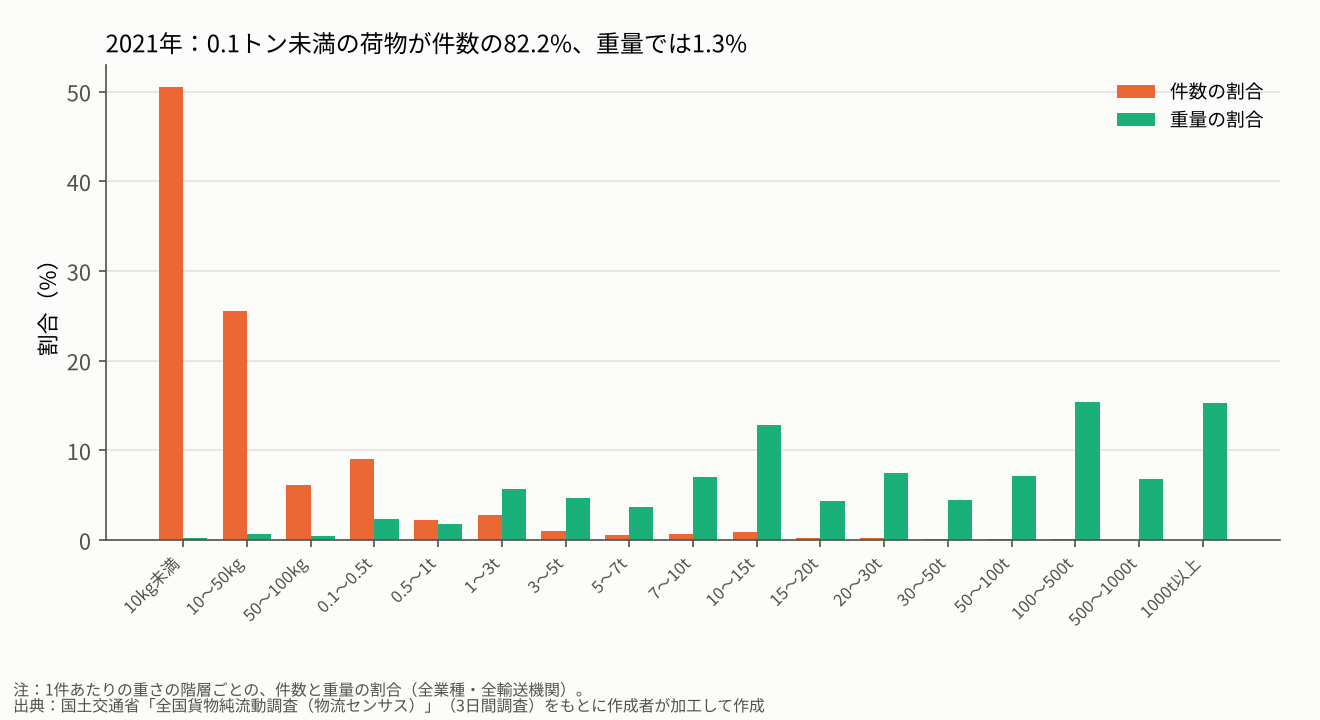 2021年：0.1トン未満の荷物が件数の82.2%、重量では1.3%
件数の割合
重量の割合
割合（%）
50
40
30
20
10
0
10kg未満
10〜50kg
50〜100kg
0.1〜0.5t
0.5〜1t
1〜3t
3〜5t
5〜7t
7〜10t
10〜15t
15〜20t
20〜30t
30〜50t
50〜100t
100〜500t
500〜1000t
1000t以上
注：1件あたりの重さの階層ごとの、件数と重量の割合（全業種・全輸送機関）。
出典：国土交通省「全国貨物純流動調査（物流センサス）」（3日間調査）をもとに作成者が加工して作成